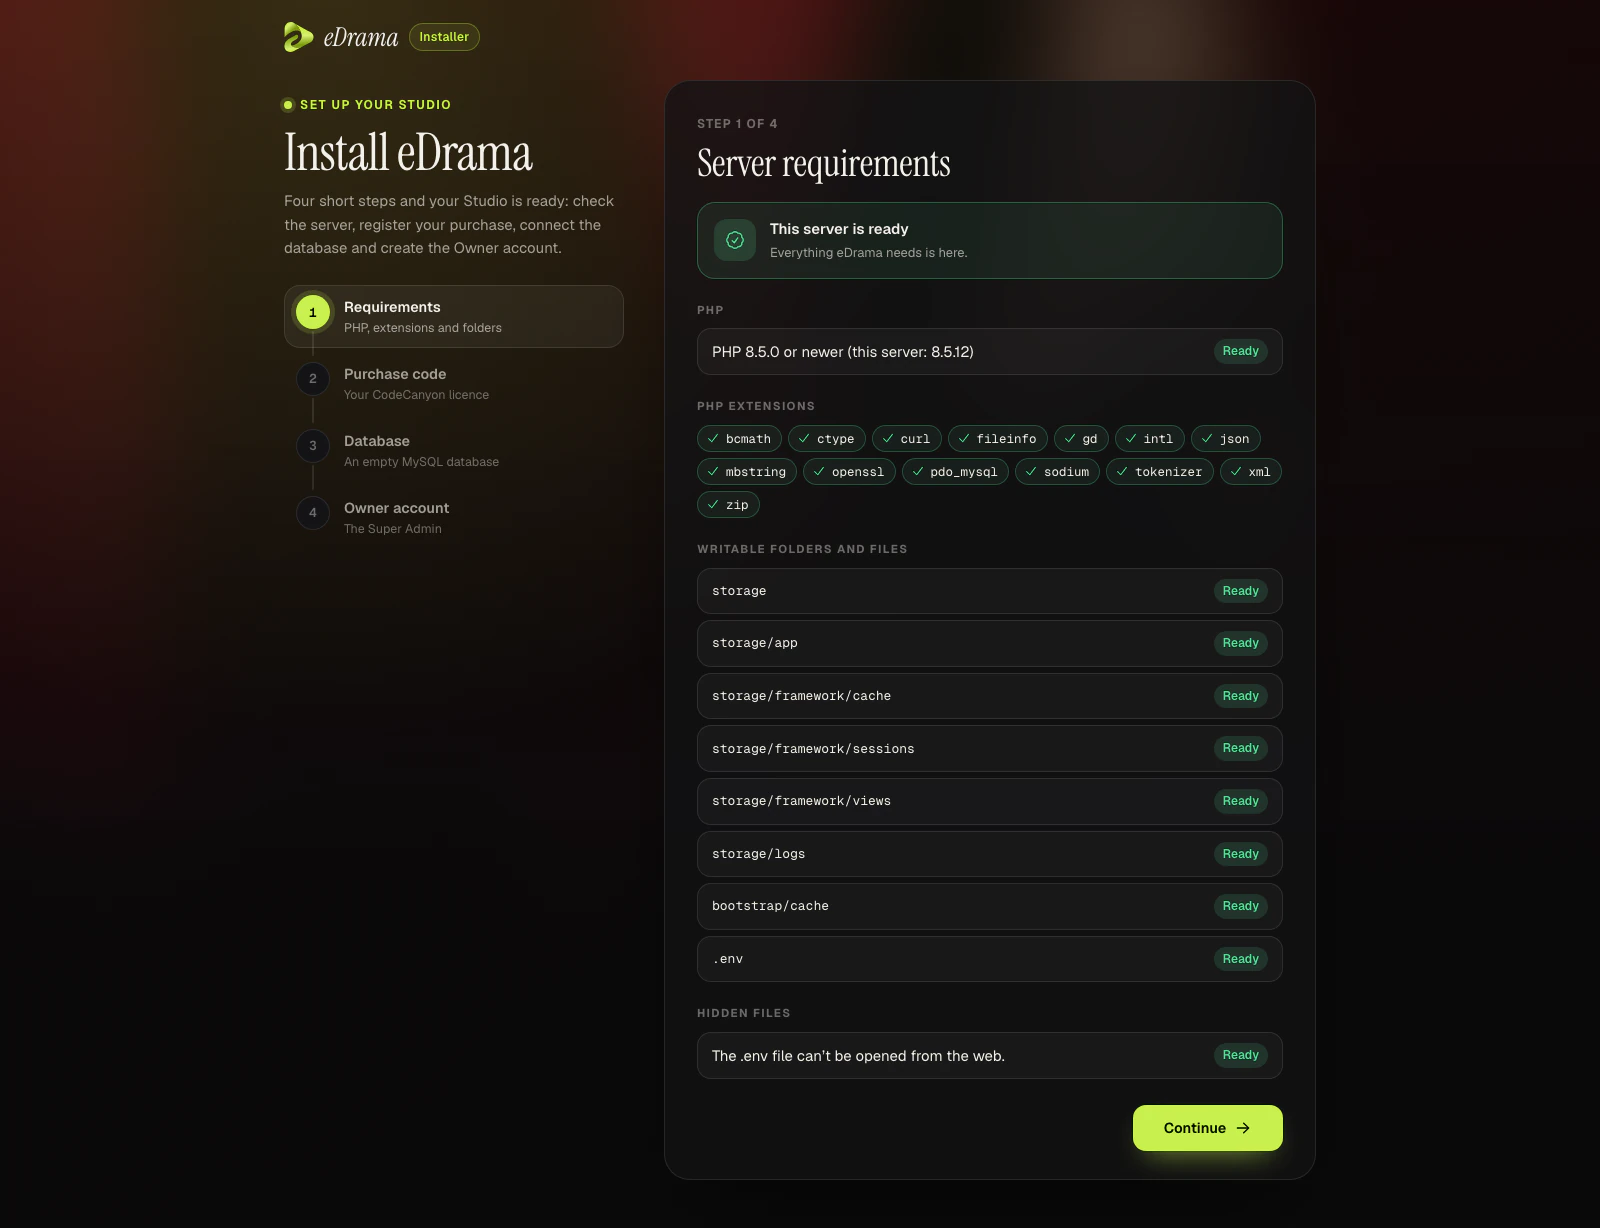 eDrama Installer
SET UP YOUR STUDIO
Install eDrama
Four short steps and your Studio is ready: check
the server, register your purchase, connect the
database and create the Owner account.
1 Requirements
PHP, extensions and folders
2 Purchase code
Your CodeCanyon licence
3 Database
An empty MySQL database
4 Owner account
The Super Admin
STEP 1 OF 4
Server requirements
This server is ready
Everything eDrama needs is here.
PHP
PHP 8.5.0 or newer (this server: 8.5.12) Ready
PHP EXTENSIONS
bcmath ctype curl fileinfo gd intl json
mbstring openssl pdo_mysql sodium tokenizer xml
zip
WRITABLE FOLDERS AND FILES
storage Ready
storage/app Ready
storage/framework/cache Ready
storage/framework/sessions Ready
storage/framework/views Ready
storage/logs Ready
bootstrap/cache Ready
.env Ready
HIDDEN FILES
The .env file can't be opened from the web. Ready
Continue →